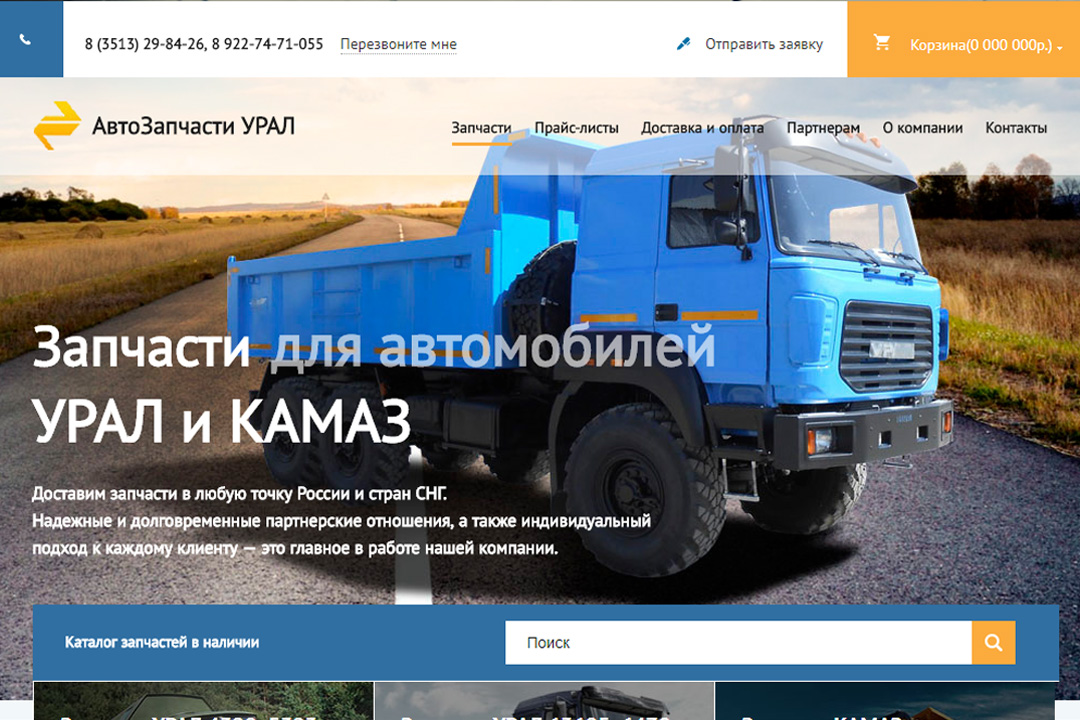 8 (3513) 29-84-26, 8 922-74-71-055 Перезвоните мне Отправить заявку Корзина(0 000 000р.)
АвтоЗапчасти УРАЛ Запчасти Прайс-листы Доставка и оплата Партнерам О компании Контакты
УРАЛ
Запчасти для автомобилей
УРАЛ и КАМАЗ
Доставим запчасти в любую точку России и стран СНГ.
Надежные и долговременные партнерские отношения, а также индивидуальный
подход к каждому клиенту — это главное в работе нашей компании.
Каталог запчастей в наличии Поиск